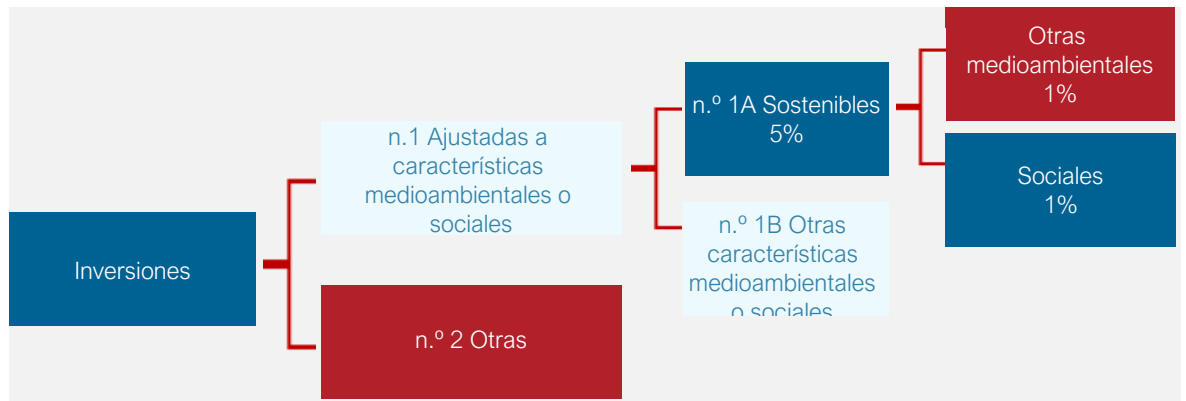 Inversiones
n.1 Ajustadas a
características
medioambientales o
sociales
n.º 2 Otras
n.º 1A Sostenibles
5%
n.º 1B Otras
características
medioambientales
o sociales
Otras
medioambientales
1%
Sociales
1%